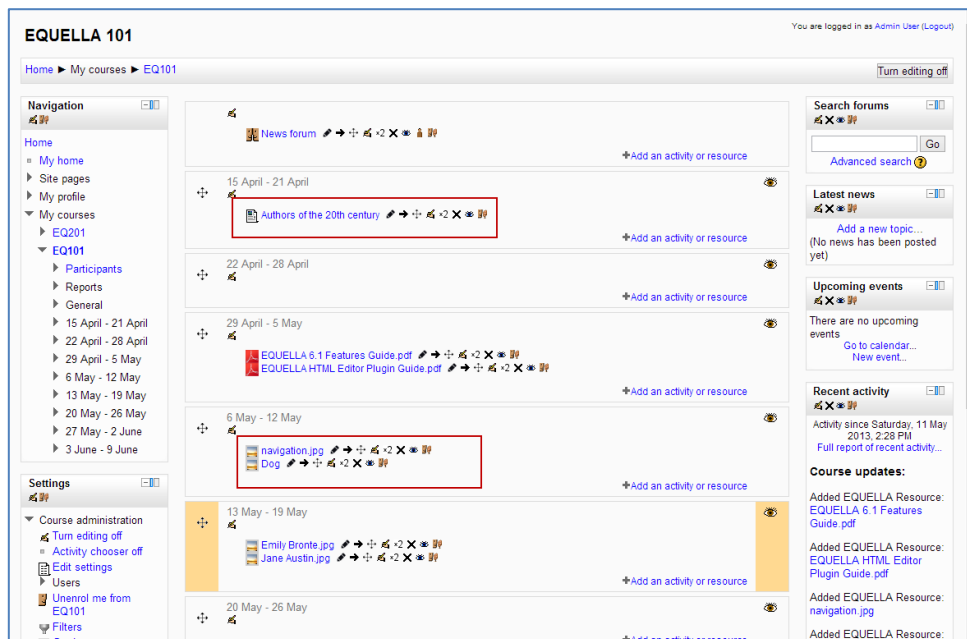 You are logged in as Admin User (Logout)
EQUELLA 101
Home ► My courses ► EQ101
Turn editing off
Navigation
Home
My home
Site pages
My profile
My courses
EQ201
EQ101
Participants
Reports
General
15 April - 21 April
22 April - 28 April
29 April - 5 May
6 May - 12 May
13 May - 19 May
20 May - 26 May
27 May - 2 June
3 June - 9 June
Settings
Course administration
Turn editing off
Activity chooser off
Edit settings
Users
Unenrol me from
EQ101
Filters
News forum ×2
Add an activity or resource
15 April - 21 April
Authors of the 20th century ×2
Add an activity or resource
22 April - 28 April
Add an activity or resource
29 April - 5 May
EQUELLA 6.1 Features Guide.pdf ×2
EQUELLA HTML Editor Plugin Guide.pdf ×2
Add an activity or resource
6 May - 12 May
navigation.jpg ×2
Dog ×2
Add an activity or resource
13 May - 19 May
Emily Bronte.jpg ×2
Jane Austin.jpg ×2
Add an activity or resource
20 May - 26 May
Search forums
Go
Advanced search ?
Latest news
Add a new topic...
(No news has been posted
yet)
Upcoming events
There are no upcoming
events
Go to calendar...
New event...
Recent activity
Activity since Saturday, 11 May
2013, 2:28 PM
Full report of recent activity...
Course updates:
Added EQUELLA Resource:
EQUELLA 6.1 Features
Guide.pdf
Added EQUELLA Resource:
EQUELLA HTML Editor
Plugin Guide.pdf
Added EQUELLA Resource:
navigation.jpg
Added EQUELLA Resource: